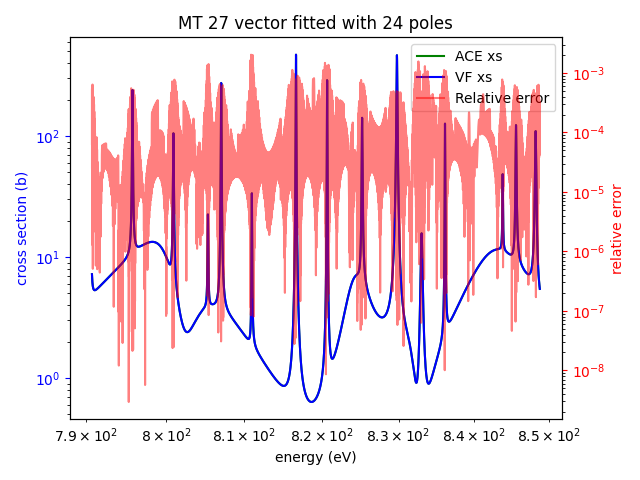 MT 27 vector fitted with 24 poles
ACE xs
VF xs
Relative error
cross section (b)
10²
10¹
10⁰
10⁻³
10⁻⁴
10⁻⁵
10⁻⁶
10⁻⁷
10⁻⁸
relative error
7.9 × 10² 8 × 10² 8.1 × 10² 8.2 × 10² 8.3 × 10² 8.4 × 10² 8.5 × 10²
energy (eV)